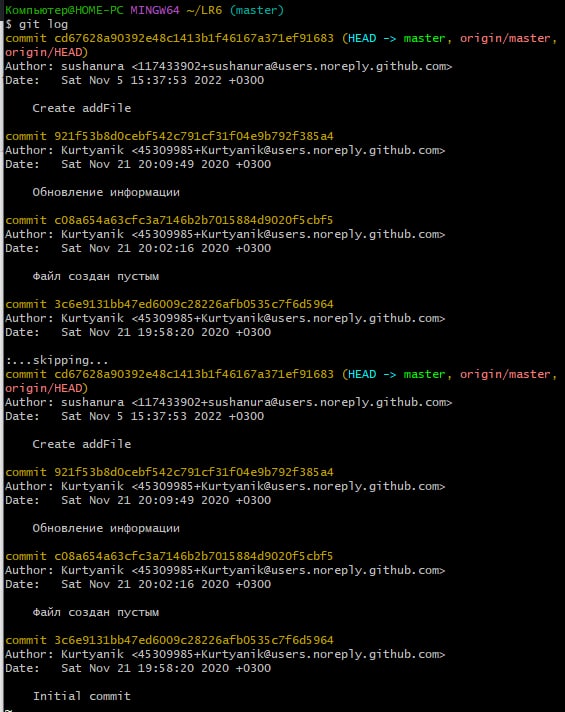 Компьютер@HOME-PC MINGW64 ~/LR6 (master)
$ git log
commit cd67628a90392e48c1413b1f46167a371ef91683 (HEAD -> master, origin/master,
origin/HEAD)
Author: sushanura <117433902+sushanura@users.noreply.github.com>
Date:   Sat Nov 5 15:37:53 2022 +0300

    Create addFile

commit 921f53b8d0cebf542c791cf31f04e9b792f385a4
Author: Kurtyanik <45309985+Kurtyanik@users.noreply.github.com>
Date:   Sat Nov 21 20:09:49 2020 +0300

    Обновление информации

commit c08a654a63cfc3a7146b2b7015884d9020f5cbf5
Author: Kurtyanik <45309985+Kurtyanik@users.noreply.github.com>
Date:   Sat Nov 21 20:02:16 2020 +0300

    Файл создан пустым

commit 3c6e9131bb47ed6009c28226afb0535c7f6d5964
Author: Kurtyanik <45309985+Kurtyanik@users.noreply.github.com>
Date:   Sat Nov 21 19:58:20 2020 +0300

:...skipping...
commit cd67628a90392e48c1413b1f46167a371ef91683 (HEAD -> master, origin/master,
origin/HEAD)
Author: sushanura <117433902+sushanura@users.noreply.github.com>
Date:   Sat Nov 5 15:37:53 2022 +0300

    Create addFile

commit 921f53b8d0cebf542c791cf31f04e9b792f385a4
Author: Kurtyanik <45309985+Kurtyanik@users.noreply.github.com>
Date:   Sat Nov 21 20:09:49 2020 +0300

    Обновление информации

commit c08a654a63cfc3a7146b2b7015884d9020f5cbf5
Author: Kurtyanik <45309985+Kurtyanik@users.noreply.github.com>
Date:   Sat Nov 21 20:02:16 2020 +0300

    Файл создан пустым

commit 3c6e9131bb47ed6009c28226afb0535c7f6d5964
Author: Kurtyanik <45309985+Kurtyanik@users.noreply.github.com>
Date:   Sat Nov 21 19:58:20 2020 +0300

    Initial commit
~